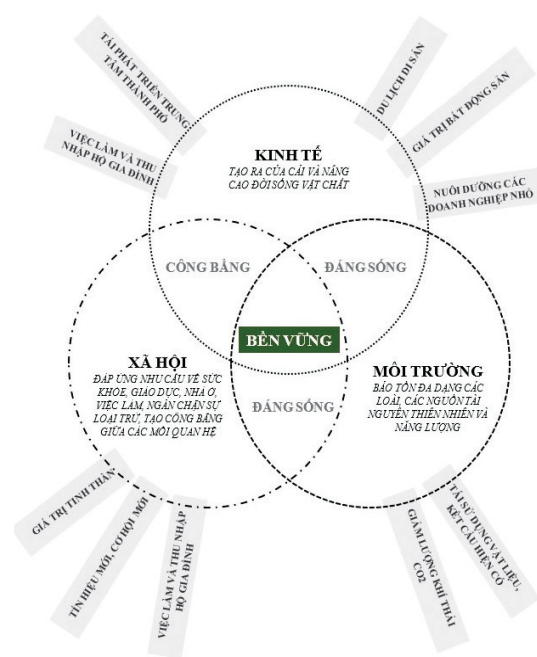 TÁI PHÁT TRIỂN TRUNG
TÂM THÀNH PHỐ
VIỆC LÀM VÀ THU
NHẬP HỘ GIA ĐÌNH
DU LỊCH DI SẢN
GIÁ TRỊ BẤT ĐỘNG SẢN
NUÔI DƯỠNG CÁC
DOANH NGHIỆP NHỎ
KINH TẾ
TẠO RA CỦA CẢI VÀ NÂNG
CAO ĐỜI SỐNG VẬT CHẤT
CÔNG BẰNG
ĐÁNG SỐNG
BỀN VỮNG
XÃ HỘI
ĐÁP ỨNG NHU CẦU VỀ SỨC
KHỎE, GIÁO DỤC, NHÀ Ở,
VIỆC LÀM, NGĂN CHẶN SỰ
LOẠI TRỪ, TẠO CÔNG BẰNG
GIỮA CÁC MỐI QUAN HỆ
MÔI TRƯỜNG
BẢO TỒN ĐA DẠNG CÁC
LOÀI, CÁC NGUỒN TÀI
NGUYÊN THIÊN NHIÊN VÀ
NĂNG LƯỢNG
ĐÁNG SỐNG
GIÁ TRỊ TINH THẦN
TÍN HIỆU MỚI, CƠ HỘI MỚI
VIỆC LÀM VÀ THU NHẬP
HỘ GIA ĐÌNH
GIẢM LƯỢNG KHÍ THẢI
CO2
TÁI SỬ DỤNG VẬT LIỆU,
KẾT CẤU HIỆN CÓ